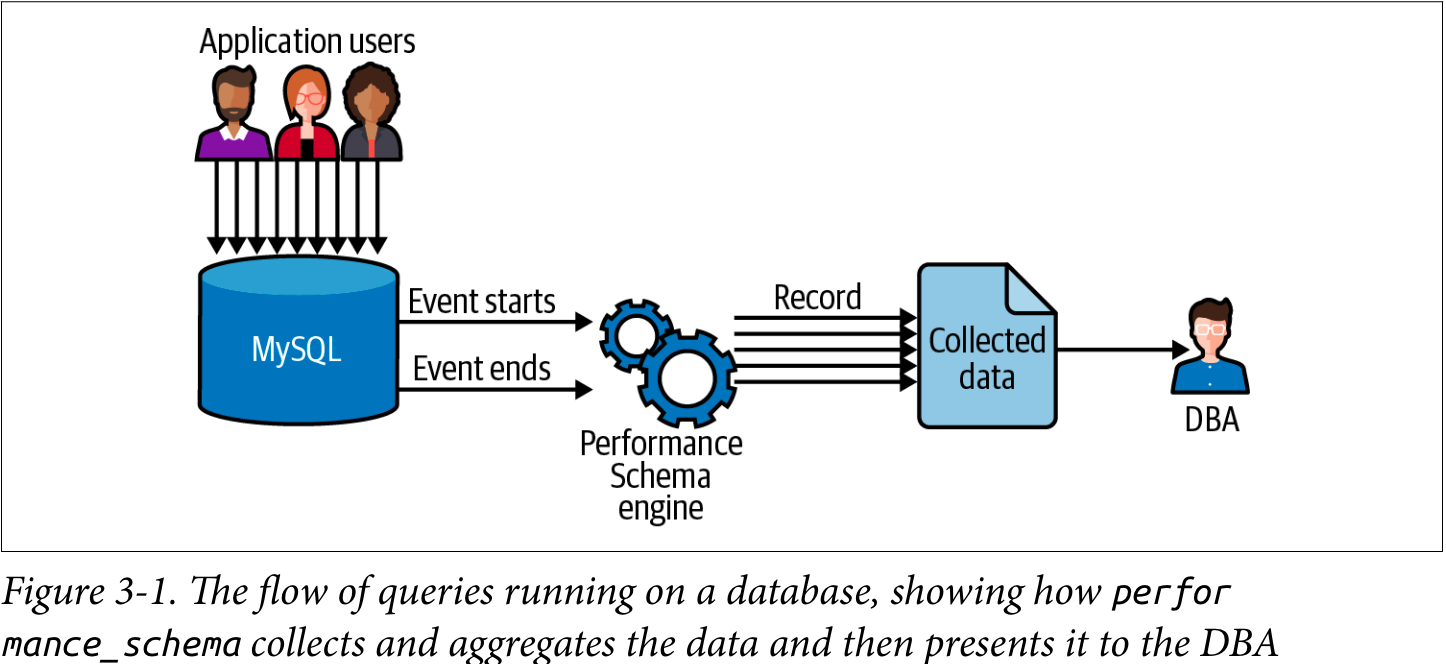 Application users
MySQL
Event starts
Event ends
Performance
Schema
engine
Record
Collected
data
DBA
Figure 3-1. The flow of queries running on a database, showing how perfor
mance_schema collects and aggregates the data and then presents it to the DBA